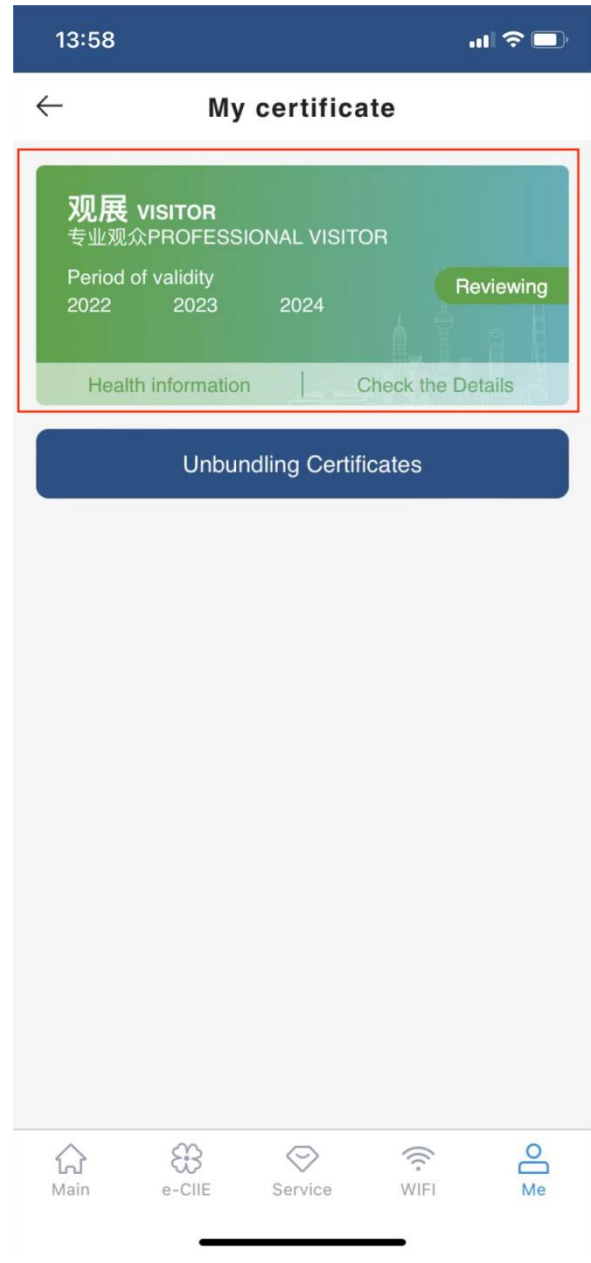 13:58
My certificate
观展 VISITOR
专业观众PROFESSIONAL VISITOR
Period of validity
2022 2023 2024
Reviewing
Health information Check the Details
Unbundling Certificates
Main e-CIIE Service WIFI Me